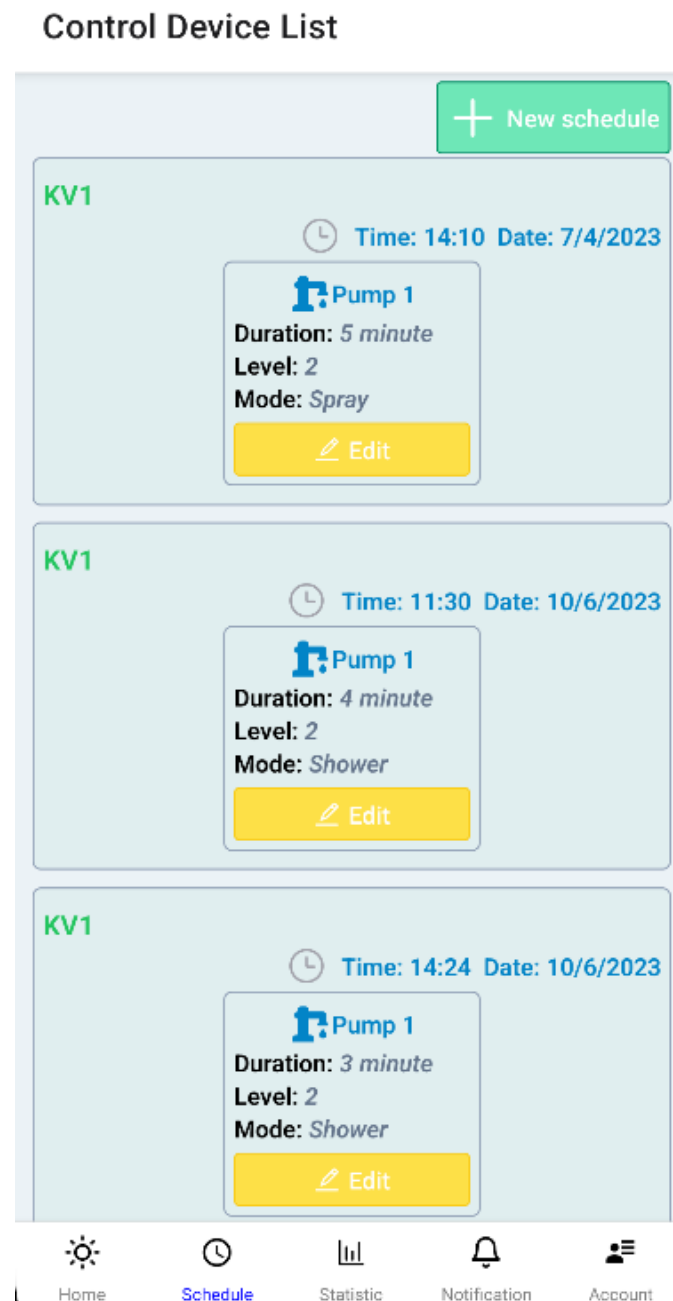 Control Device List
New schedule
KV1
Time: 14:10 Date: 7/4/2023
Pump 1
Duration: 5 minute
Level: 2
Mode: Spray
Edit
KV1
Time: 11:30 Date: 10/6/2023
Pump 1
Duration: 4 minute
Level: 2
Mode: Shower
Edit
KV1
Time: 14:24 Date: 10/6/2023
Pump 1
Duration: 3 minute
Level: 2
Mode: Shower
Edit
Home Schedule Statistic Notification Account